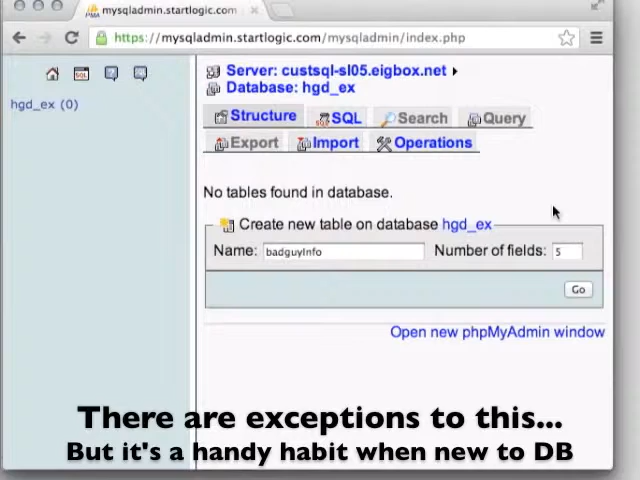 mysqladmin.startlogic.com
https://mysqladmin.startlogic.com/mysqladmin/index.php
hgd_ex (0)
Server: custsql-sl05.eigbox.net
Database: hgd_ex
Structure SQL Search Query
Export Import Operations
No tables found in database.
Create new table on database hgd_ex
Name: badguyInfo Number of fields: 5
Go
Open new phpMyAdmin window
There are exceptions to this...
But it's a handy habit when new to DB